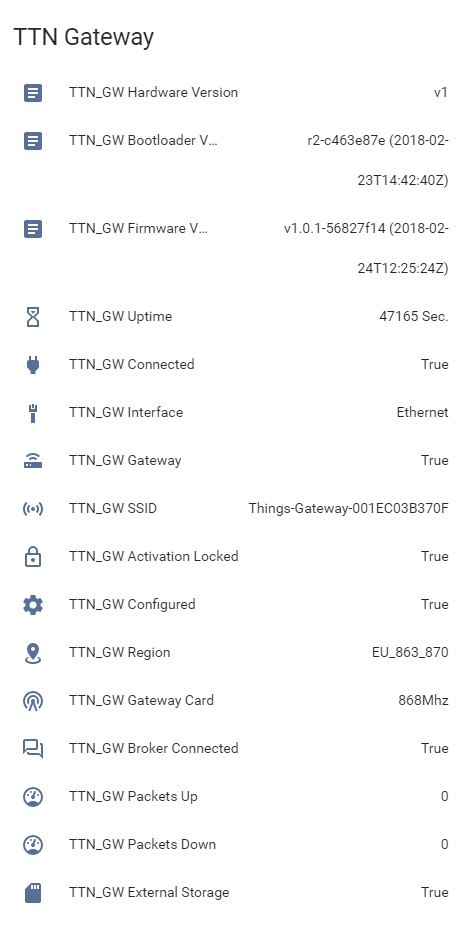 TTN Gateway
TTN_GW Hardware Version v1
TTN_GW Bootloader V... r2-c463e87e (2018-02-
23T14:42:40Z)
TTN_GW Firmware V... v1.0.1-56827f14 (2018-02-
24T12:25:24Z)
TTN_GW Uptime 47165 Sec.
TTN_GW Connected True
TTN_GW Interface Ethernet
TTN_GW Gateway True
TTN_GW SSID Things-Gateway-001EC03B370F
TTN_GW Activation Locked True
TTN_GW Configured True
TTN_GW Region EU_863_870
TTN_GW Gateway Card 868Mhz
TTN_GW Broker Connected True
TTN_GW Packets Up 0
TTN_GW Packets Down 0
TTN_GW External Storage True